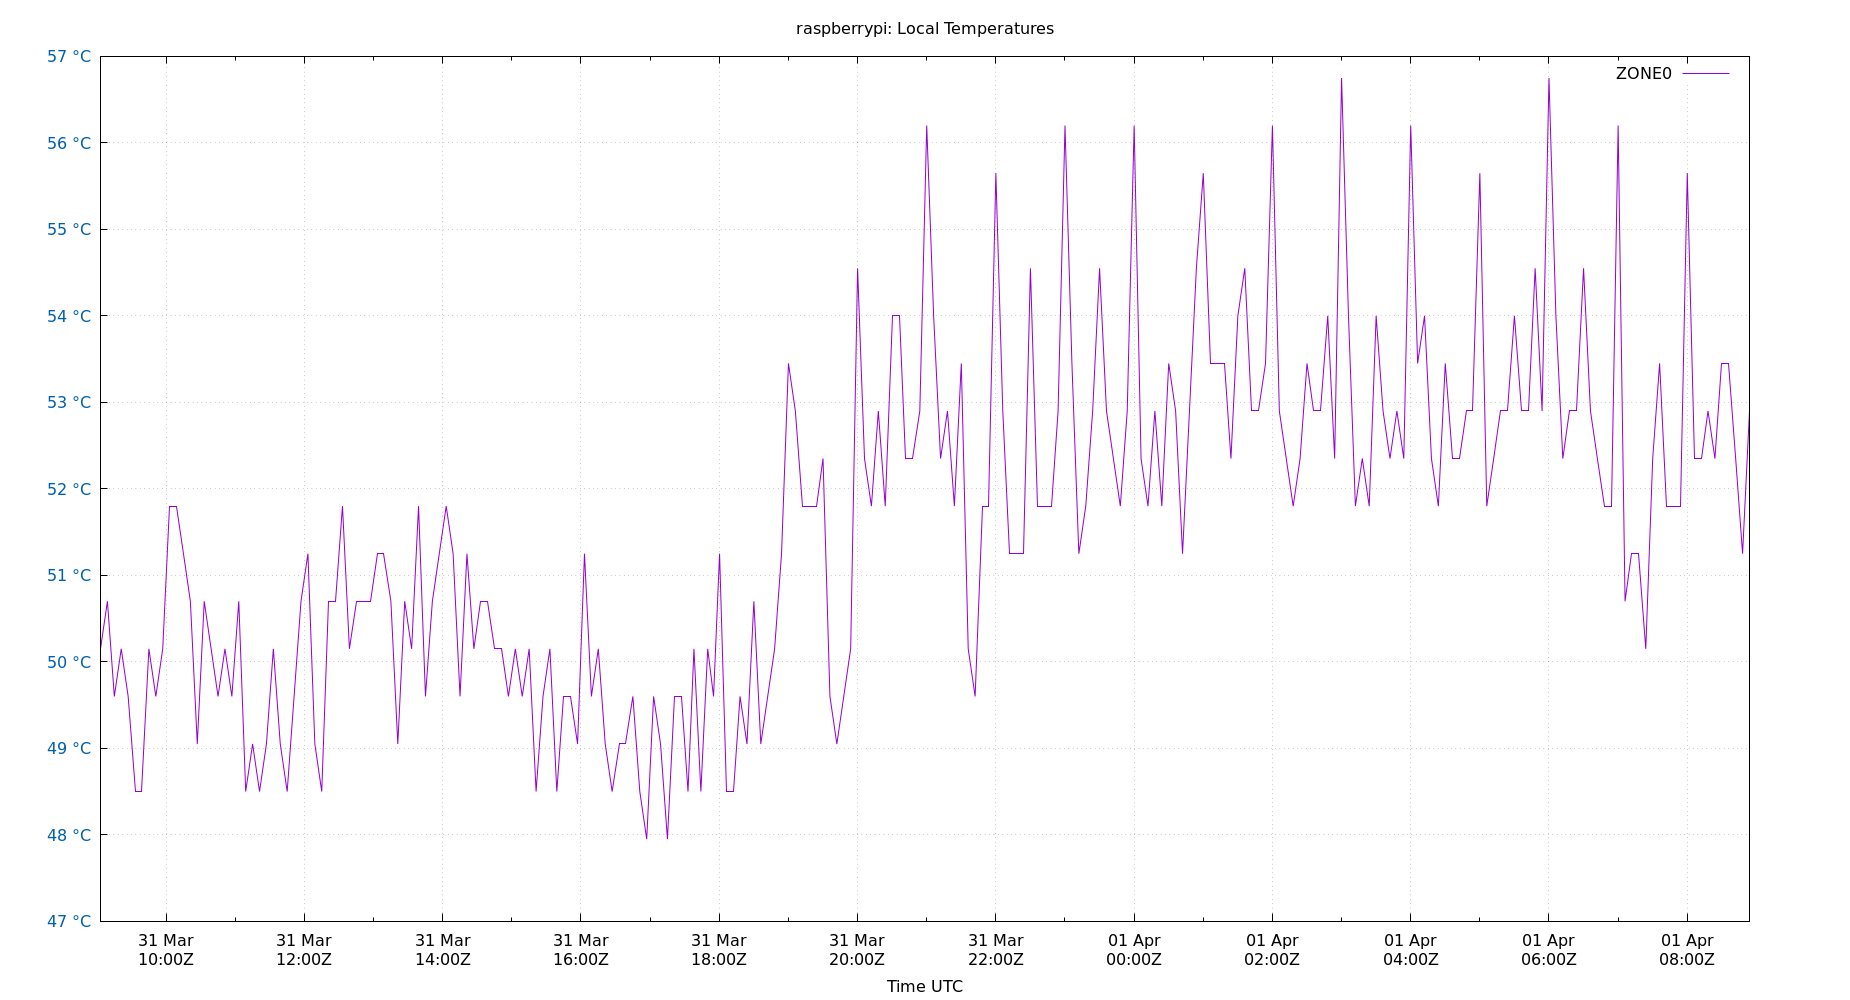 raspberrypi: Local Temperatures
57 °C
ZONE0
56 °C
55 °C
54 °C
53 °C
52 °C
51 °C
50 °C
49 °C
48 °C
47 °C
31 Mar 31 Mar 31 Mar 31 Mar 31 Mar 31 Mar 31 Mar 01 Apr 01 Apr 01 Apr 01 Apr 01 Apr
10:00Z 12:00Z 14:00Z 16:00Z 18:00Z 20:00Z 22:00Z 00:00Z 02:00Z 04:00Z 06:00Z 08:00Z
Time UTC